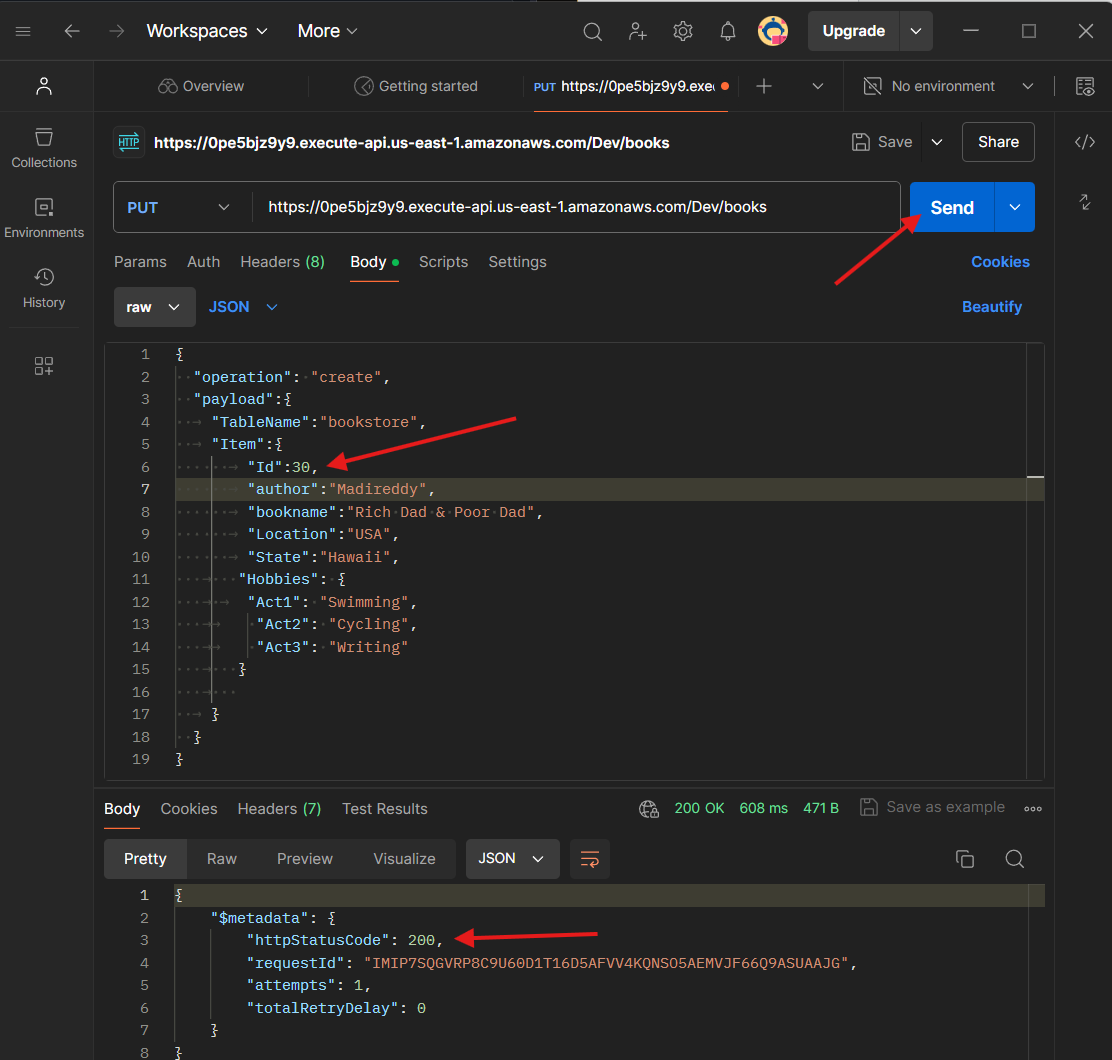 Workspaces More Upgrade
Overview Getting started PUT https://0pe5bjz9y9.exec No environment
HTTP https://0pe5bjz9y9.execute-api.us-east-1.amazonaws.com/Dev/books Save Share
Collections
Environments
History
PUT https://0pe5bjz9y9.execute-api.us-east-1.amazonaws.com/Dev/books Send
Params Auth Headers (8) Body Scripts Settings Cookies
raw JSON Beautify
1 {
2 "operation": "create",
3 "payload":{
4 "TableName":"bookstore",
5 "Item":{
6 "Id":30,
7 "author":"Madireddy",
8 "bookname":"Rich Dad & Poor Dad",
9 "Location":"USA",
10 "State":"Hawaii",
11 "Hobbies": {
12 "Act1": "Swimming",
13 "Act2": "Cycling",
14 "Act3": "Writing"
15 }
16
17 }
18 }
19 }
Body Cookies Headers (7) Test Results 200 OK 608 ms 471 B Save as example
Pretty Raw Preview Visualize JSON
1 {
2 "$metadata": {
3 "httpStatusCode": 200,
4 "requestId": "IMIP7SQGVRP8C9U60D1T16D5AFVV4KQNSO5AEMVJF66Q9ASUAAJG",
5 "attempts": 1,
6 "totalRetryDelay": 0
7 }
8 }